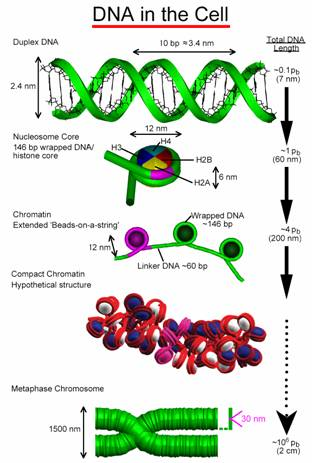 DNA in the Cell
Total DNA
Length
Duplex DNA
10 bp ≈ 3.4 nm
2.4 nm
~0.1 Pb
(7 nm)
Nucleosome Core
146 bp wrapped DNA/
histone core
12 nm
H3
H4
H2B
H2A
6 nm
~1 Pb
(60 nm)
Chromatin
Extended 'Beads-on-a-string'
Wrapped DNA
~146 bp
12 nm
Linker DNA ~60 bp
~4 Pb
(200 nm)
Compact Chromatin
Hypothetical structure
Metaphase Chromosome
1500 nm
30 nm
~10⁶ Pb
(2 cm)